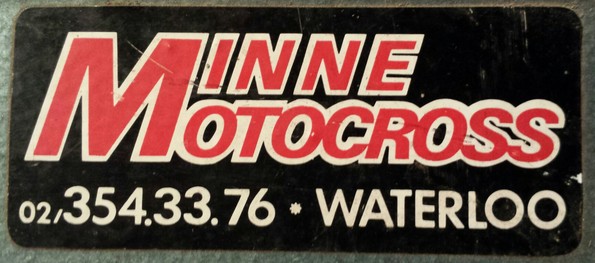 MINNE
MOTOCROSS
02/354.33.76 * WATERLOO